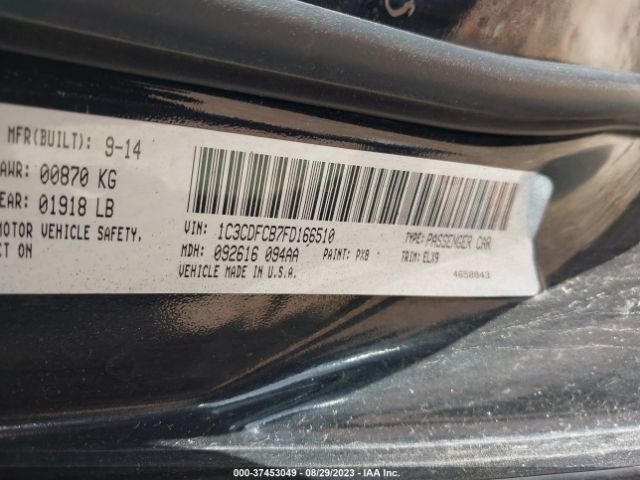 MFR(BUILT): 9-14
AWR: 00870 KG
EAR: 01918 LB
MOTOR VEHICLE SAFETY,
CT ON
VIN: 1C3CDFCB7FD166510
TYPE: PASSENGER CAR
MDH: 092616 094AA PAINT: PX8
TRIM: ELX9
VEHICLE MADE IN U.S.A.
4658843
000-37453049 - 08/29/2023 - IAA Inc.